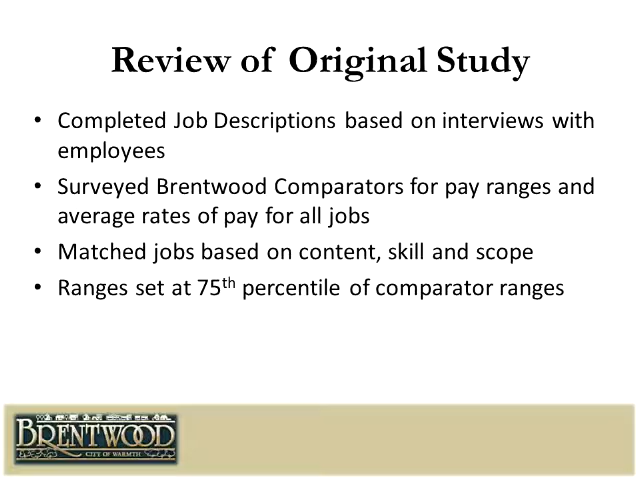 Review of Original Study
• Completed Job Descriptions based on interviews with
employees
• Surveyed Brentwood Comparators for pay ranges and
average rates of pay for all jobs
• Matched jobs based on content, skill and scope
• Ranges set at 75th percentile of comparator ranges
BRENTWOOD
CITY OF WARMTH